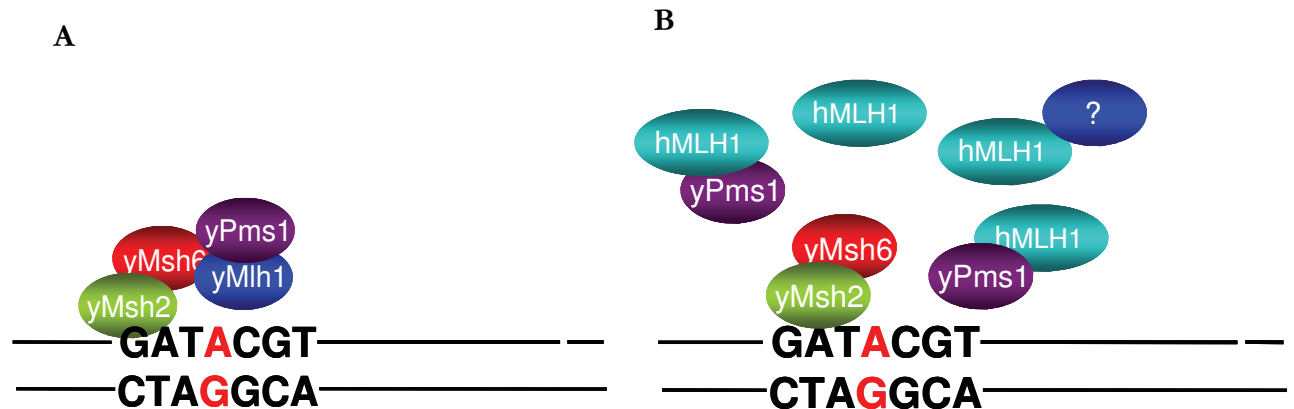 A
yPms1
yMsh6
yMlh1
yMsh2
GATACGT
CTAGGCA
B
hMLH1
?
hMLH1
hMLH1
yPms1
hMLH1
yMsh6
yPms1
yMsh2
GATACGT
CTAGGCA